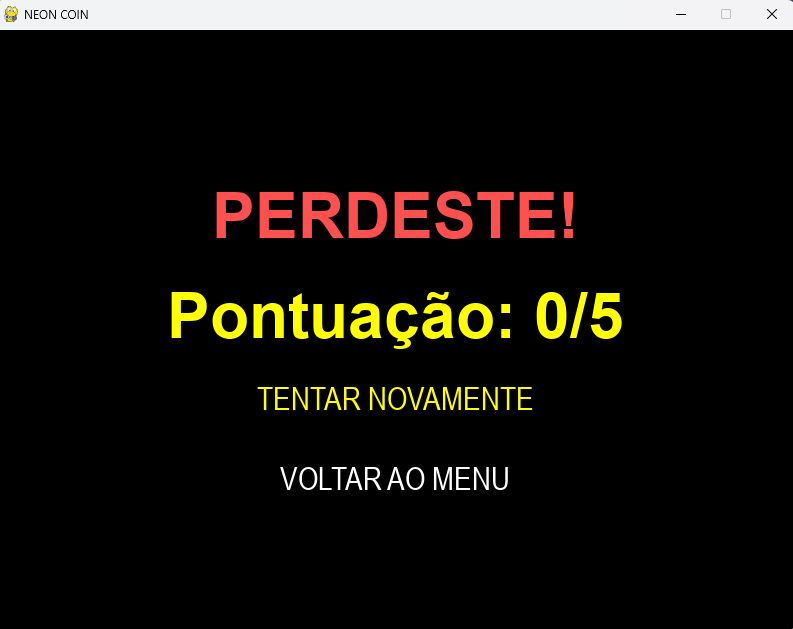 NEON COIN
PERDESTE!
Pontuação: 0/5
TENTAR NOVAMENTE
VOLTAR AO MENU